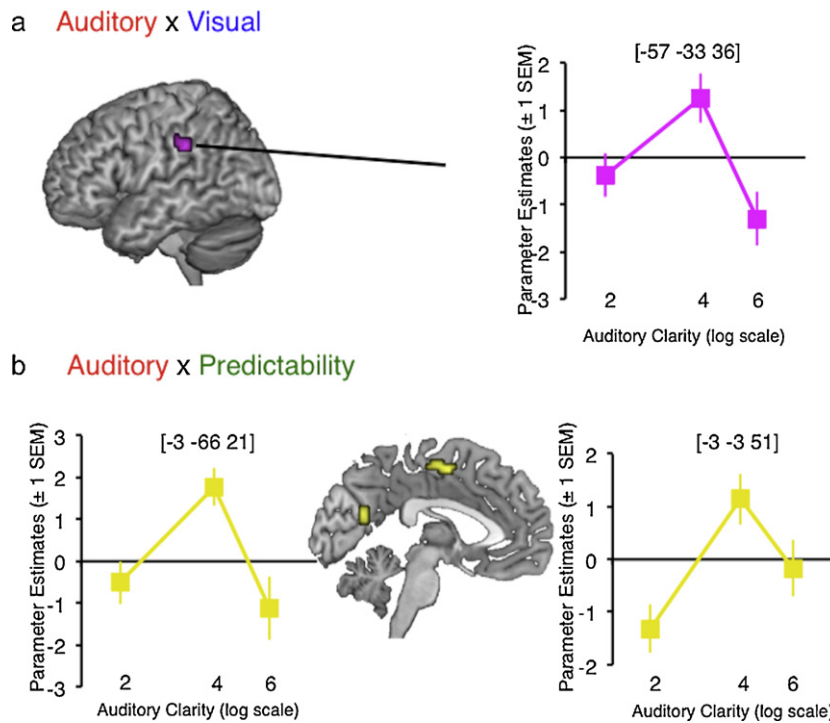 a Auditory x Visual
[-57 -33 36]
Parameter Estimates (± 1 SEM)
2
1
0
-1
-2
-3
2 4 6
Auditory Clarity (log scale)
b Auditory x Predictability
[-3 -66 21]
Parameter Estimates (± 1 SEM)
3
2
1
0
-1
-2
-3
2 4 6
Auditory Clarity (log scale)
[-3 -3 51]
Parameter Estimates (± 1 SEM)
2
1
0
-1
-2
2 4 6
Auditory Clarity (log scale)